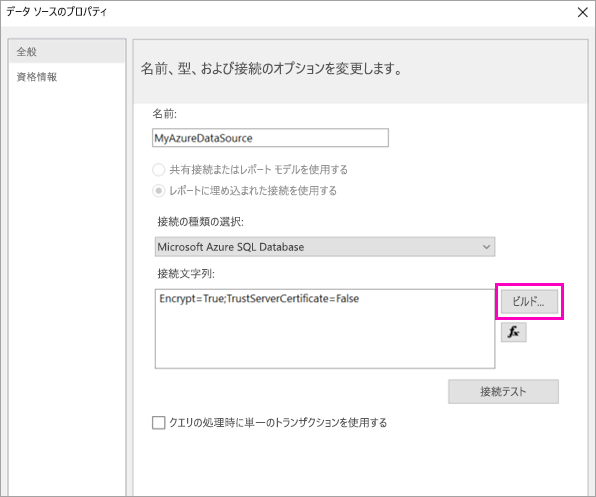 データ ソースのプロパティ
全般
資格情報
名前、型、および接続のオプションを変更します。
名前:
MyAzureDataSource
共有接続またはレポート モデルを使用する
レポートに埋め込まれた接続を使用する
接続の種類の選択:
Microsoft Azure SQL Database
接続文字列:
Encrypt=True;TrustServerCertificate=False
ビルド...
fx
接続テスト
クエリの処理時に単一のトランザクションを使用する